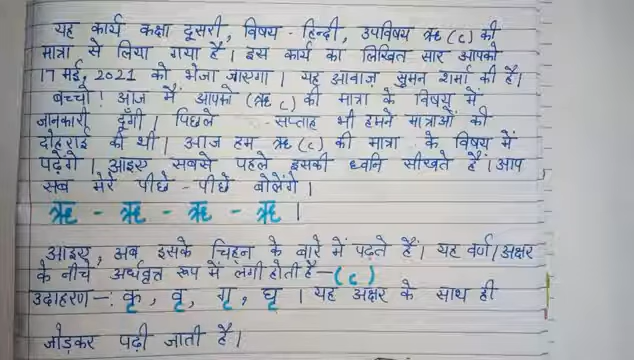 यह कार्य कक्षा दूसरी, विषय - हिन्दी, उपविषय ऋ (c) की
मात्रा से लिया गया है। इस कार्य का लिखित सार आपको
17 मई, 2021 को भेजा जाएगा। यह आवाज़ सुमन शर्मा की है।
बच्चो! आज मैं आपको (ऋ c) की मात्रा के विषय में
जानकारी दूँगी। पिछले सप्ताह भी हमने मात्राओं की
दोहराई की थी। आज हम ऋ (c) की मात्रा के विषय में
पढ़ेंगे। आइए सबसे पहले इसकी ध्वनि सीखते हैं। आप
सब मेरे पीछे - पीछे बोलेंगे।
ऋ - ऋ - ऋ - ऋ ।
आइए, अब इसके चिह्न के बारे में पढ़ते हैं। यह वर्ण/अक्षर
के नीचे अर्धवृत्त रूप में लगी होती है – (c)
उदाहरण –: कृ, वृ, गृ, घृ । यह अक्षर के साथ ही
जोड़कर पढ़ी जाती है।